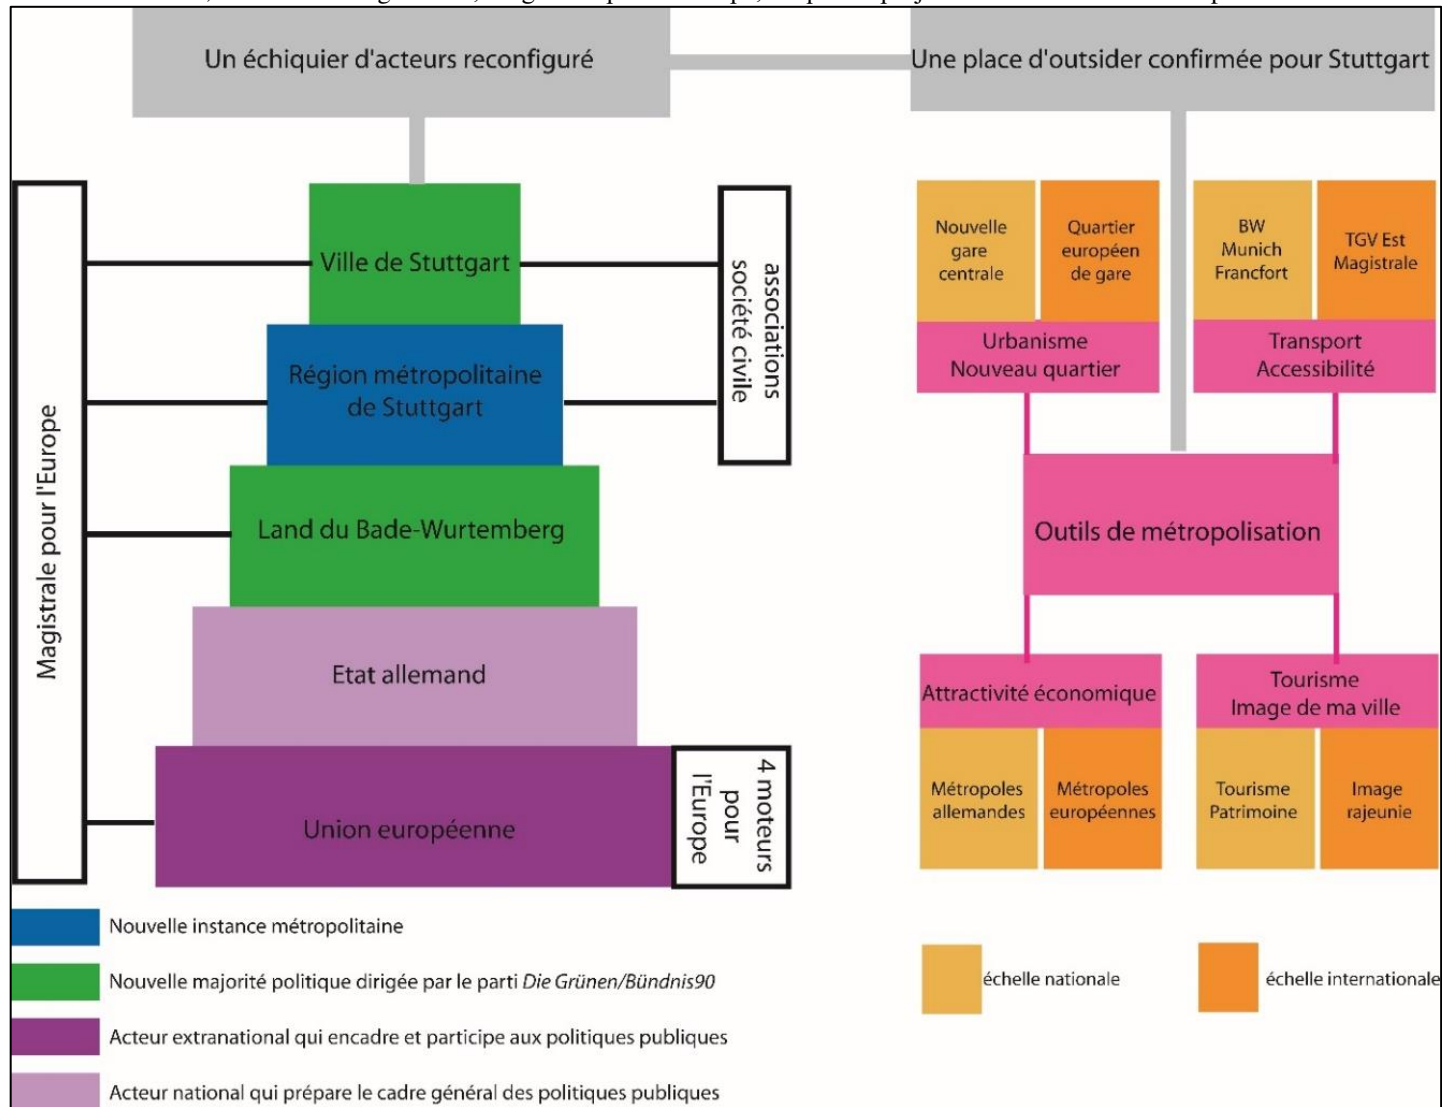 Un échiquier d'acteurs reconfiguré
Une place d'outsider confirmée pour Stuttgart
Magistrale pour l'Europe
Ville de Stuttgart
Région métropolitaine
de Stuttgart
Land du Bade-Wurtemberg
Etat allemand
Union européenne
associations
société civile
4 moteurs
pour
l'Europe
Nouvelle
gare
centrale
Quartier
européen
de gare
BW
Munich
Francfort
TGV Est
Magistrale
Urbanisme
Nouveau quartier
Transport
Accessibilité
Outils de métropolisation
Attractivité économique
Tourisme
Image de ma ville
Métropoles
allemandes
Métropoles
européennes
Tourisme
Patrimoine
Image
rajeunie
Nouvelle instance métropolitaine
Nouvelle majorité politique dirigée par le parti Die Grünen/Bündnis90
Acteur extranational qui encadre et participe aux politiques publiques
Acteur national qui prépare le cadre général des politiques publiques
échelle nationale
échelle internationale